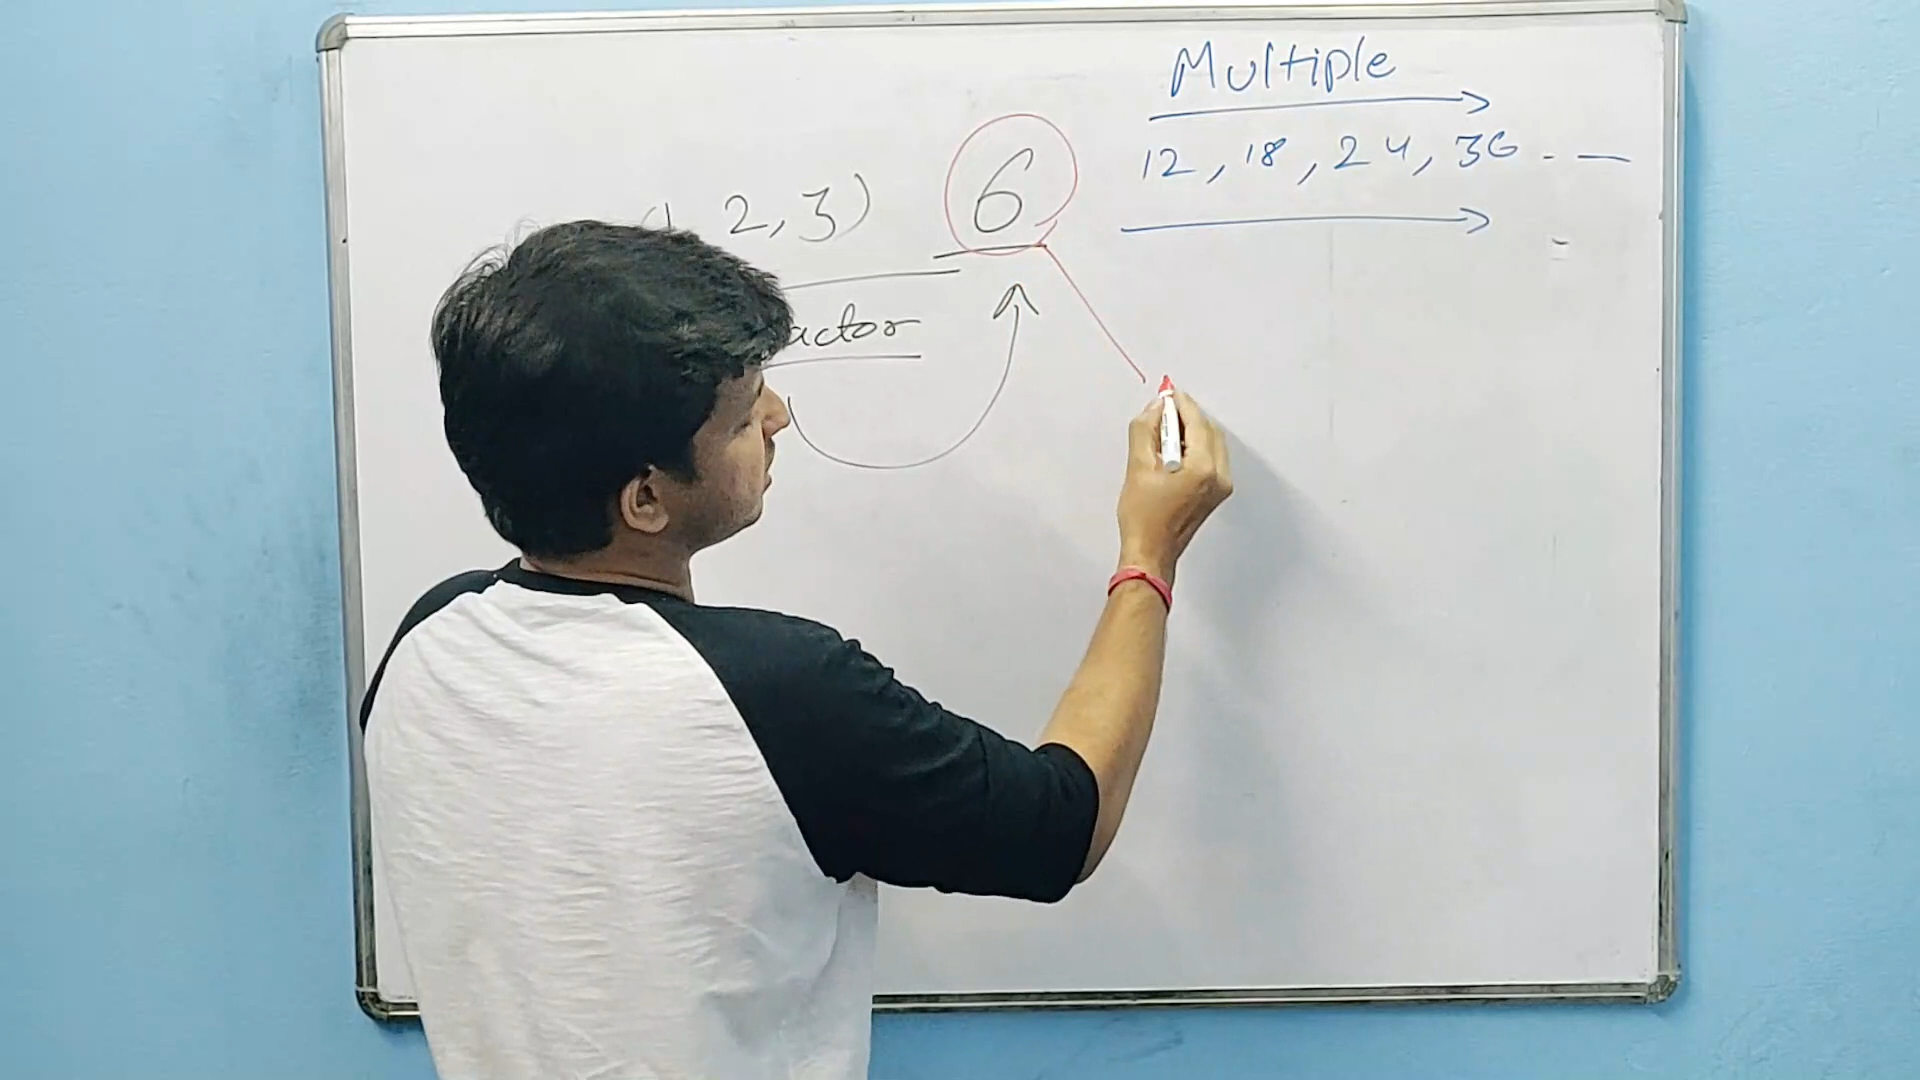 Multiple
12, 18, 24, 36 - —
2, 3) 6
actor